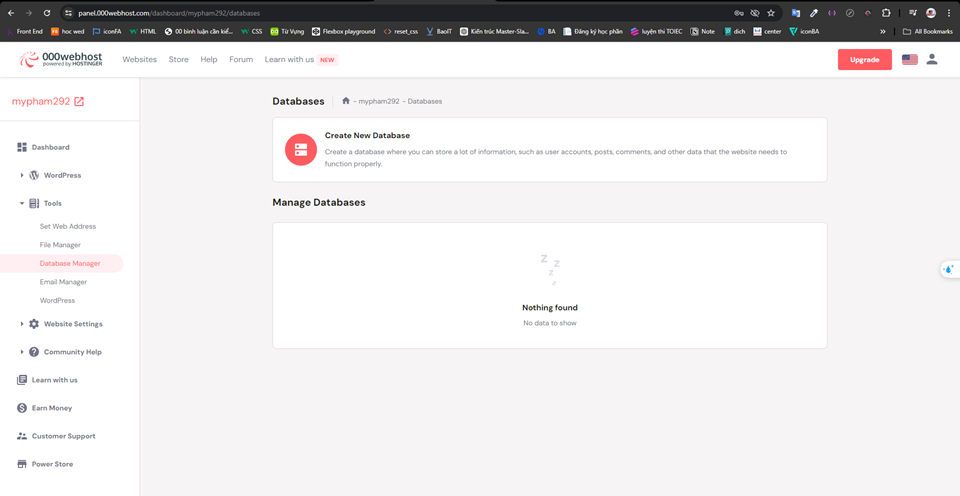 panel.000webhost.com/dashboard/mypham292/databases
Front End
hoc wed
iconFA
HTML
00 bình luận cần kiể...
CSS
Từ Vựng
Flexbox playground
reset_css
BaoIT
Kiến trúc Master-Sla...
BA
Đăng ký học phần
luyện thi TOIEC
Note
dich
center
iconBA
All Bookmarks
000webhost
powered by HOSTINGER
Websites
Store
Help
Forum
Learn with us
NEW
Upgrade
mypham292
Dashboard
WordPress
Tools
Set Web Address
File Manager
Database Manager
Email Manager
WordPress
Website Settings
Community Help
Learn with us
Earn Money
Customer Support
Power Store
Databases
- mypham292 - Databases
Create New Database
Create a database where you can store a lot of information, such as user accounts, posts, comments, and other data that the website needs to
function properly.
Manage Databases
z z
z
z
Nothing found
No data to show